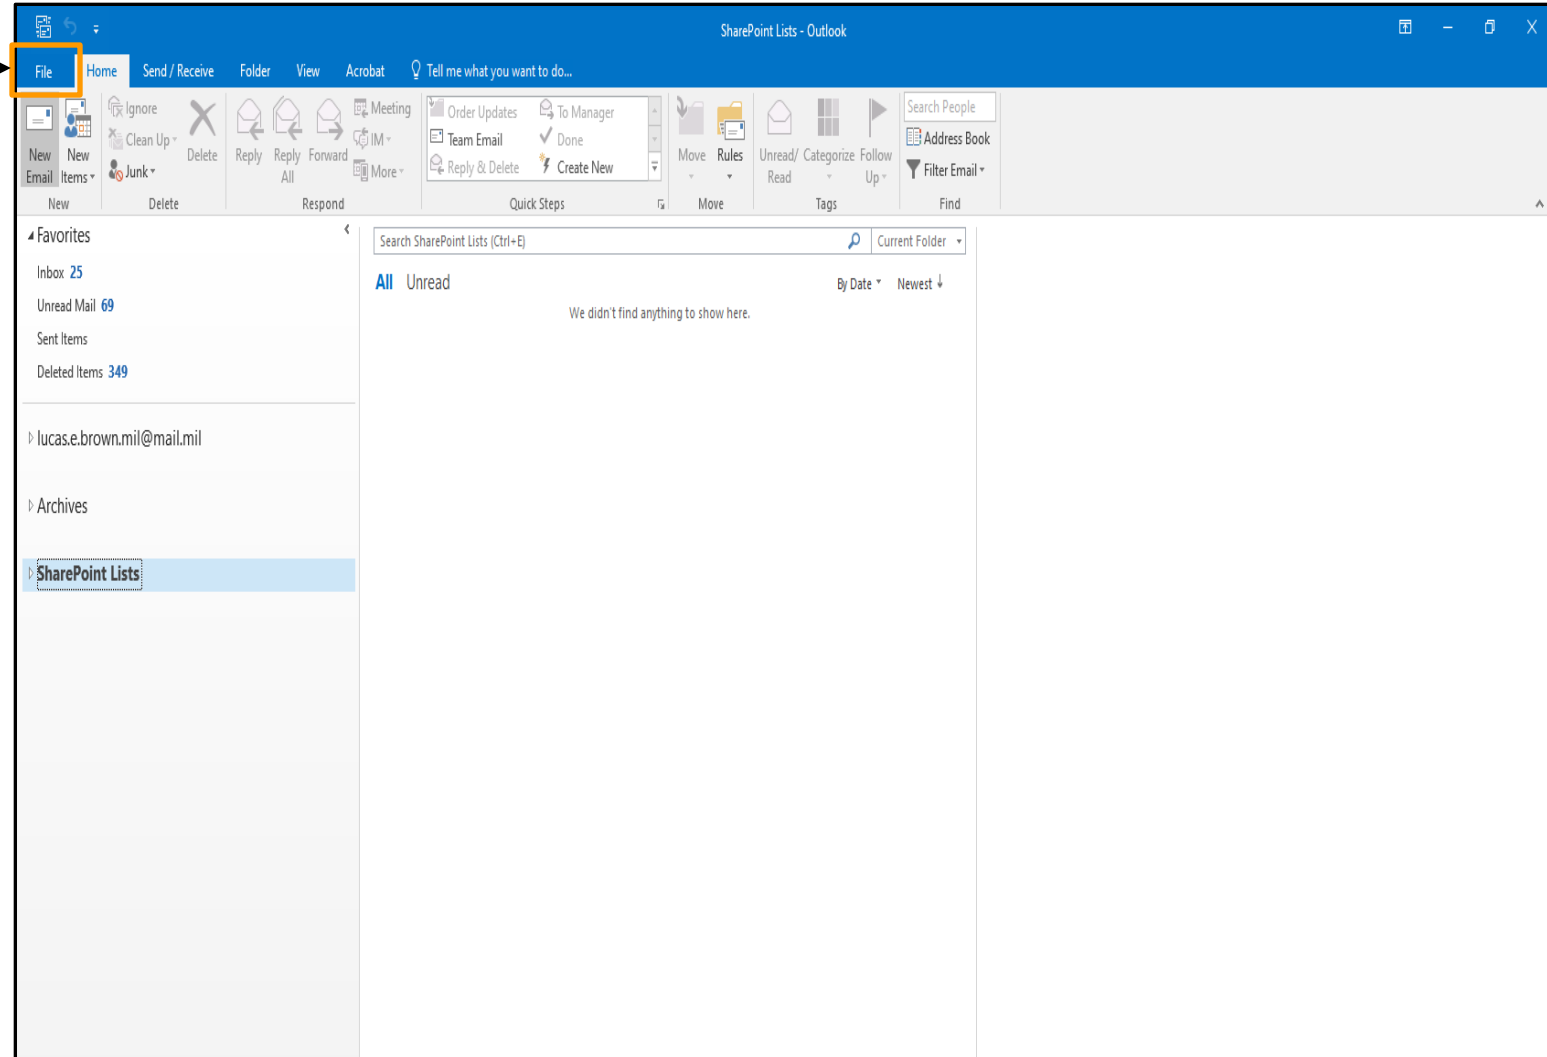 SharePoint Lists - Outlook
File Home Send / Receive Folder View Acrobat Tell me what you want to do...
New Email
New Items
Ignore
Clean Up
Junk
Delete
Reply
Reply All
Forward
Meeting
IM
More
Order Updates
Team Email
Reply & Delete
To Manager
Done
Create New
Move
Rules
Unread/ Read
Categorize
Follow Up
Search People
Address Book
Filter Email
New Delete Respond Quick Steps Move Tags Find
Favorites
Inbox 25
Unread Mail 69
Sent Items
Deleted Items 349
lucas.e.brown.mil@mail.mil
Archives
SharePoint Lists
Search SharePoint Lists (Ctrl+E) Current Folder
All Unread By Date Newest
We didn't find anything to show here.